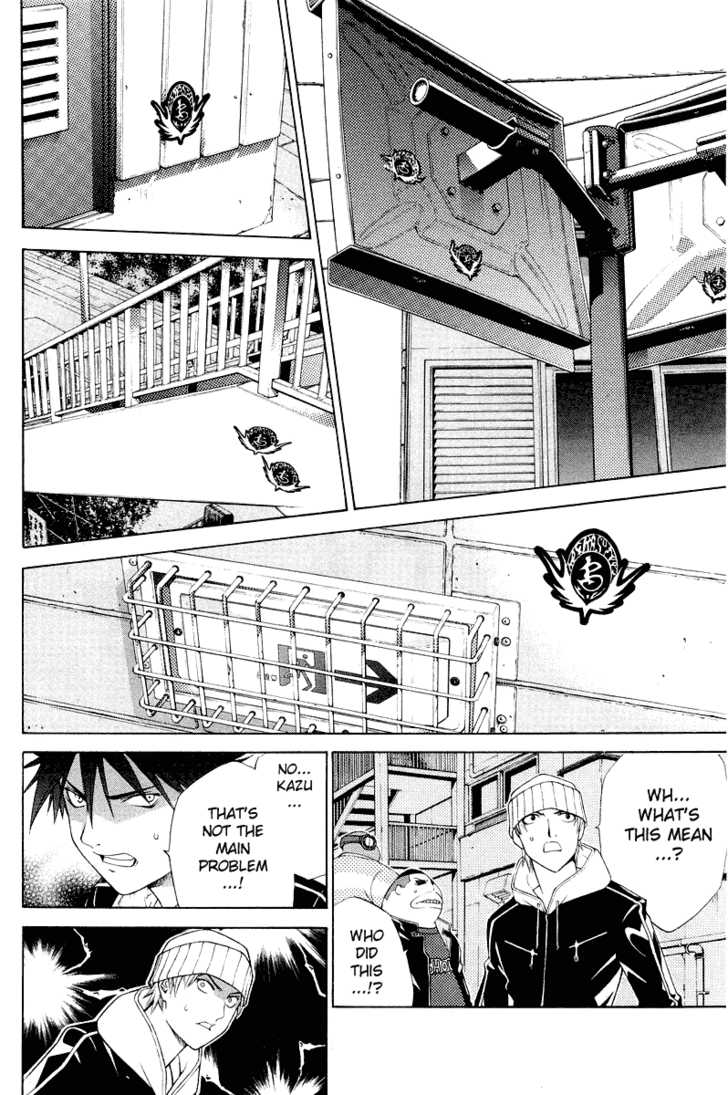 WH...
WHAT'S
THIS MEAN
...?
WHO
DID
THIS
...!?
NO...
KAZU
...
THAT'S
NOT THE
MAIN
PROBLEM
...!